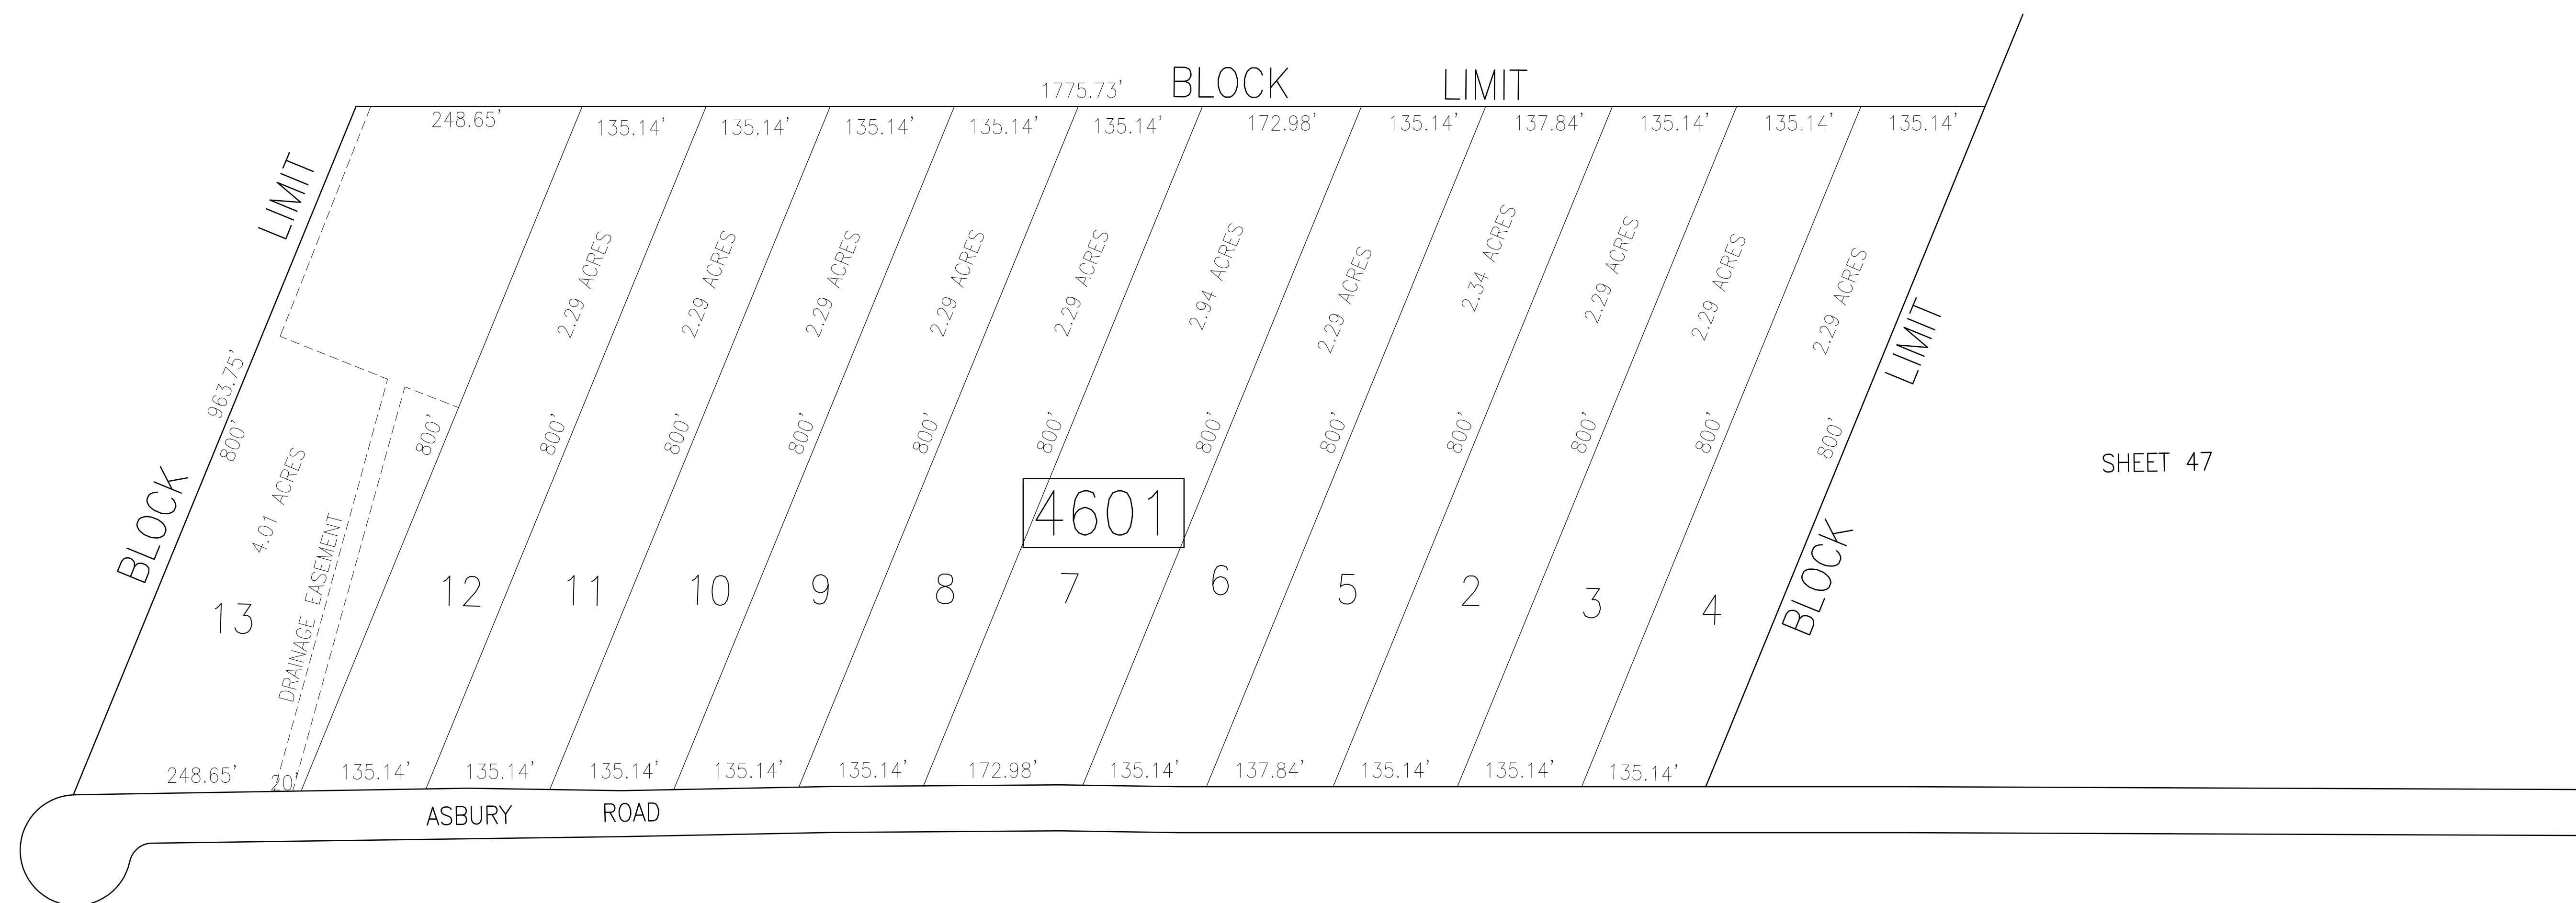 1775.73'
BLOCK LIMIT
248.65'
135.14'
135.14'
135.14'
135.14'
135.14'
172.98'
135.14'
137.84'
135.14'
135.14'
135.14'
BLOCK LIMIT
963.75'
800'
4.01 ACRES
DRAINAGE EASEMENT
2.29 ACRES
2.29 ACRES
2.29 ACRES
2.29 ACRES
2.29 ACRES
2.94 ACRES
2.29 ACRES
2.34 ACRES
2.29 ACRES
2.29 ACRES
2.29 ACRES
BLOCK LIMIT
800'
800'
800'
800'
800'
800'
800'
800'
800'
800'
800'
800'
SHEET 47
4601
13
12
11
10
9
8
7
6
5
2
3
4
248.65'
20'
135.14'
135.14'
135.14'
135.14'
135.14'
172.98'
135.14'
137.84'
135.14'
135.14'
135.14'
ASBURY ROAD